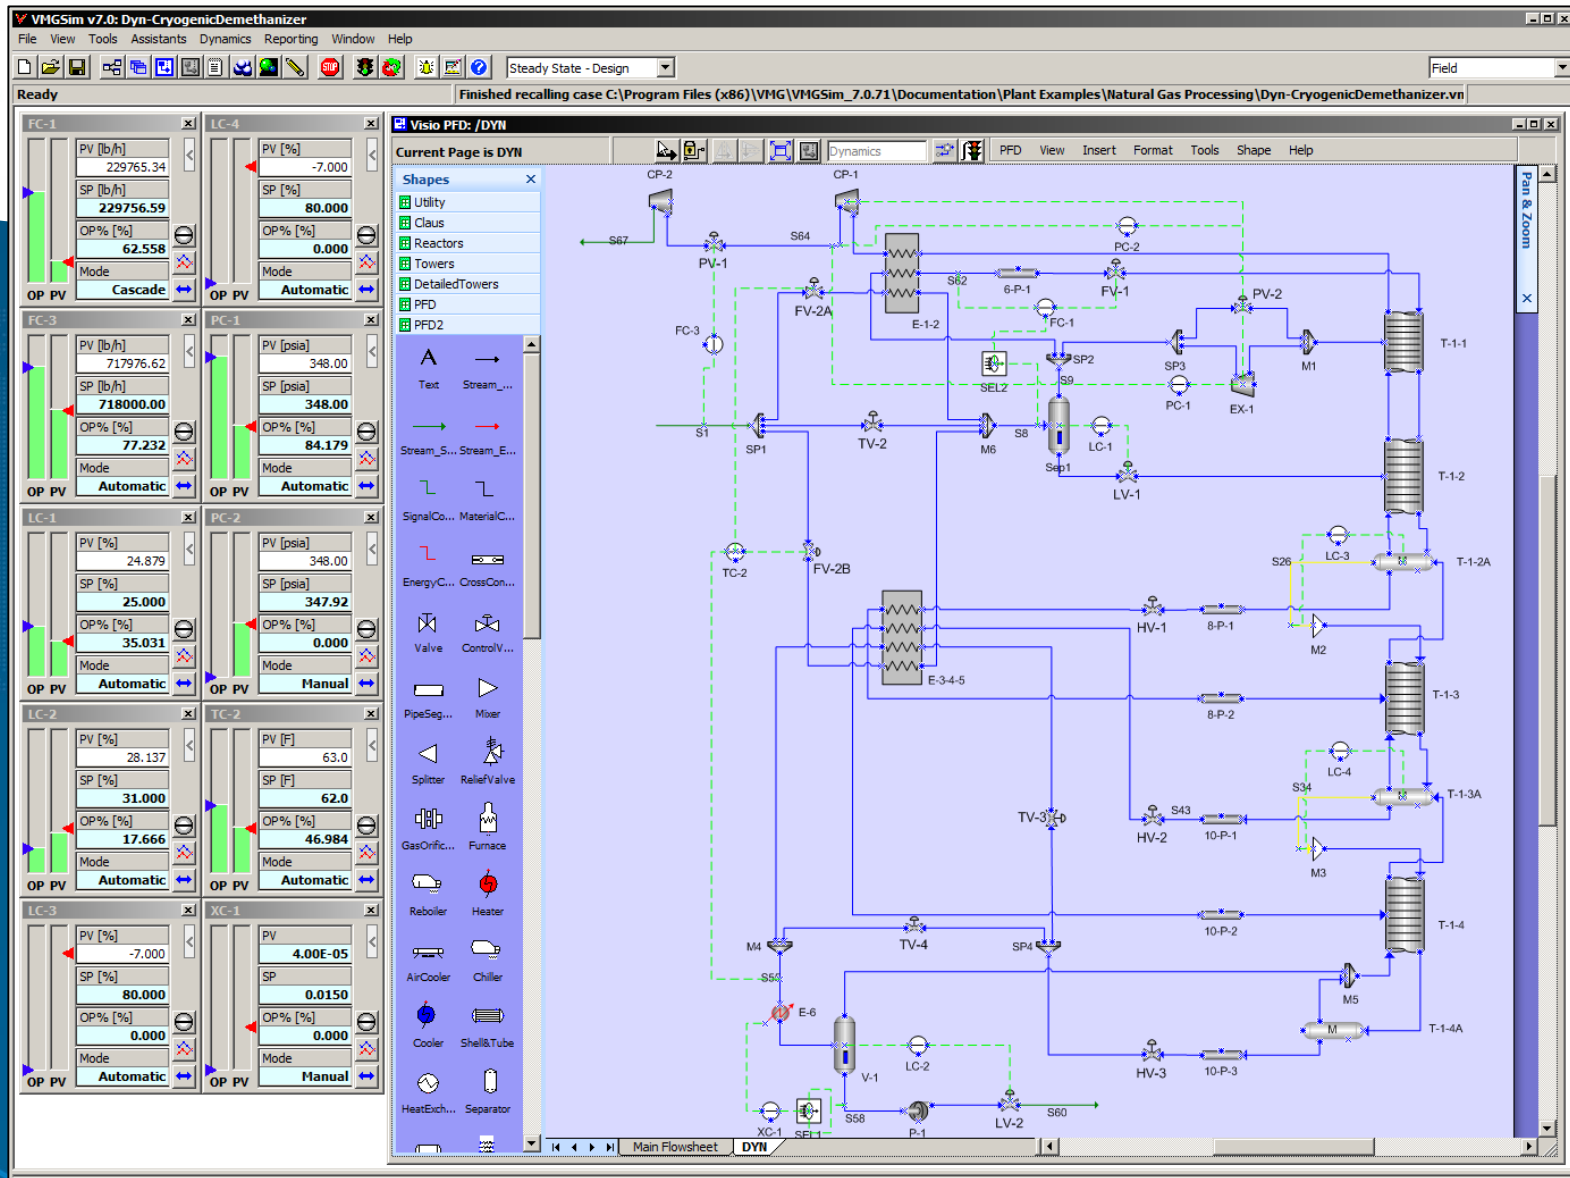 VMGSim v7.0: Dyn-CryogenicDemethanizer
File View Tools Assistants Dynamics Reporting Window Help
Steady State - Design
Field
Ready
Finished recalling case C:\Program Files (x86)\VMG\VMGSim_7.0.71\Documentation\Plant Examples\Natural Gas Processing\Dyn-CryogenicDemethanizer.vn
FC-1
PV [lb/h]
229765.34
SP [lb/h]
229756.59
OP% [%]
62.558
Mode
Cascade
OP PV
LC-4
PV [%]
-7.000
SP [%]
80.000
OP% [%]
0.000
Mode
Automatic
OP PV
FC-3
PV [lb/h]
717976.62
SP [lb/h]
718000.00
OP% [%]
77.232
Mode
Automatic
OP PV
PC-1
PV [psia]
348.00
SP [psia]
348.00
OP% [%]
84.179
Mode
Automatic
OP PV
LC-1
PV [%]
24.879
SP [%]
25.000
OP% [%]
35.031
Mode
Automatic
OP PV
PC-2
PV [psia]
348.00
SP [psia]
347.92
OP% [%]
0.000
Mode
Manual
OP PV
LC-2
PV [%]
28.137
SP [%]
31.000
OP% [%]
17.666
Mode
Automatic
OP PV
TC-2
PV [F]
63.0
SP [F]
62.0
OP% [%]
46.984
Mode
Automatic
OP PV
LC-3
PV [%]
-7.000
SP [%]
80.000
OP% [%]
0.000
Mode
Automatic
OP PV
XC-1
PV
4.00E-05
SP
0.0150
OP% [%]
0.000
Mode
Manual
OP PV
Visio PFD: /DYN
Current Page is DYN
Dynamics
PFD View Insert Format Tools Shape Help
Shapes
Utility
Claus
Reactors
Towers
DetailedTowers
PFD
PFD2
A
Text Stream_...
Stream_S... Stream_E...
SignalCo... MaterialC...
EnergyC... CrossCon...
Valve ControlV...
PipeSeg... Mixer
Splitter ReliefValve
GasOrific... Furnace
Reboiler Heater
AirCooler Chiller
Cooler Shell&Tube
HeatExch... Separator
Pan & Zoom
CP-2
CP-1
S67
S64
PV-1
PC-2
S62
6-P-1
FV-1
PV-2
FV-2A
E-1-2
FC-1
FC-3
SEL2
SP2
S9
SP3
M1
T-1-1
PC-1
EX-1
S1
SP1
TV-2
M6
S8
Sep1
LC-1
LV-1
T-1-2
TC-2
FV-2B
S26
LC-3
T-1-2A
HV-1
8-P-1
M2
E-3-4-5
8-P-2
T-1-3
LC-4
S34
T-1-3A
TV-3
HV-2
S43
10-P-1
M3
M4
TV-4
SP4
10-P-2
T-1-4
E-6
M5
M
T-1-4A
V-1
LC-2
HV-3
10-P-3
XC-1
SEL1
S58
P-1
LV-2
S60
Main Flowsheet DYN